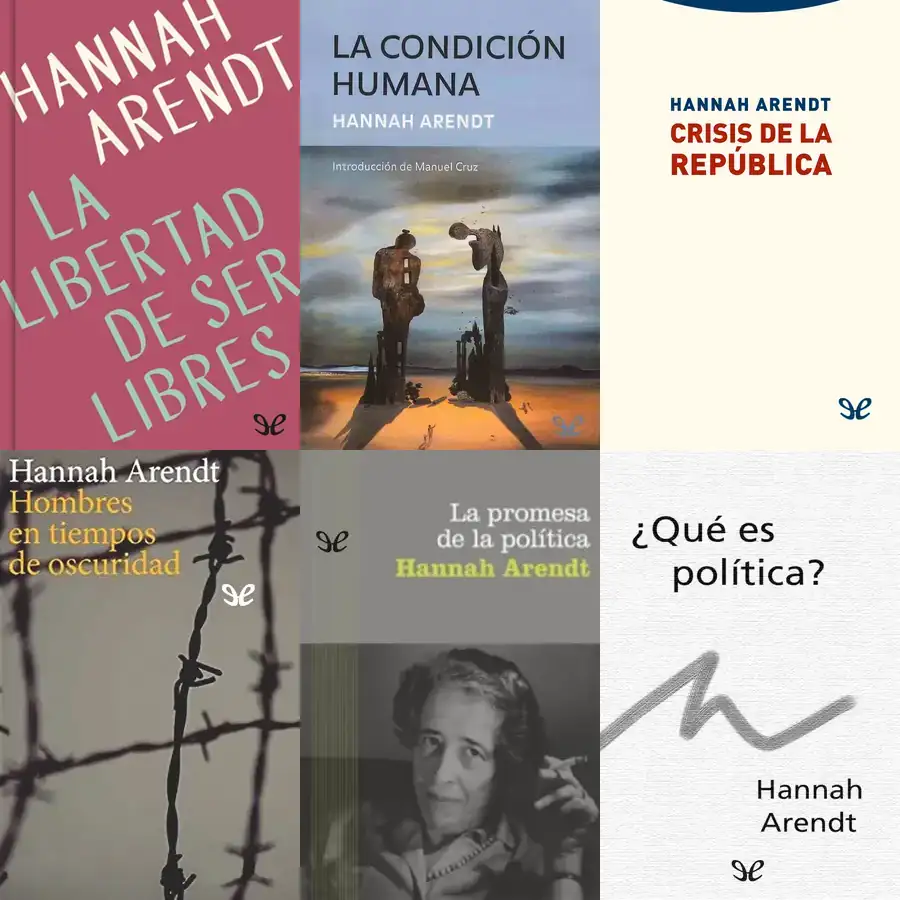 HANNAH
ARENDT
LA
LIBERTAD
DE SER
LIBRES
LA CONDICIÓN
HUMANA
HANNAH ARENDT
Introducción de Manuel Cruz
HANNAH ARENDT
CRISIS DE LA
REPÚBLICA
Hannah Arendt
Hombres
en tiempos
de oscuridad
La promesa
de la política
Hannah Arendt
¿Qué es
política?
Hannah
Arendt